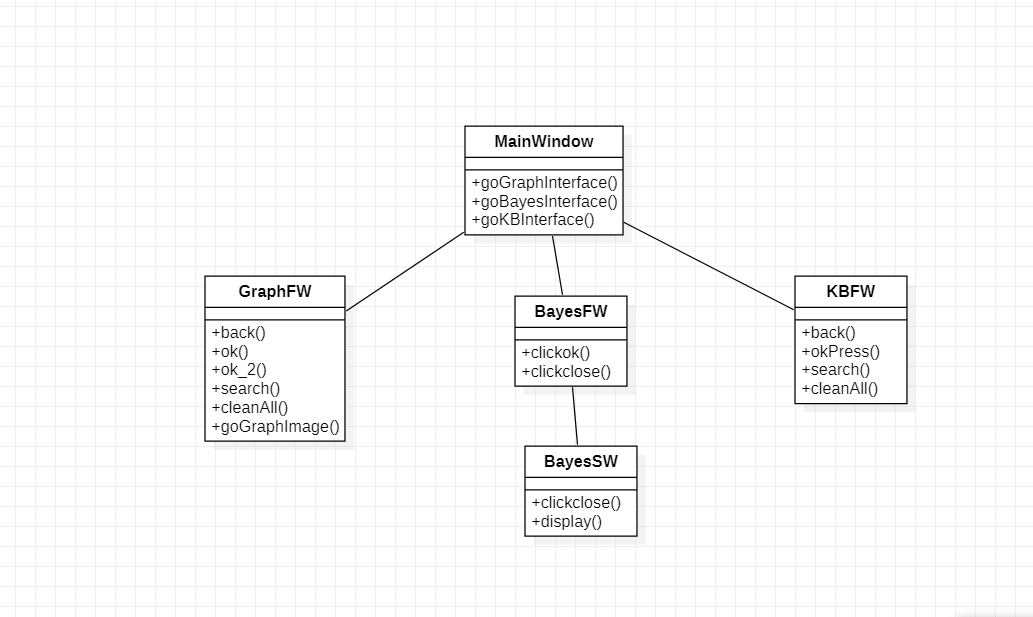 MainWindow
+goGraphInterface()
+goBayesInterface()
+goKBInterface()
GraphFW
+back()
+ok()
+ok_2()
+search()
+cleanAll()
+goGraphImage()
BayesFW
+clickok()
+clickclose()
KBFW
+back()
+okPress()
+search()
+cleanAll()
BayesSW
+clickclose()
+display()